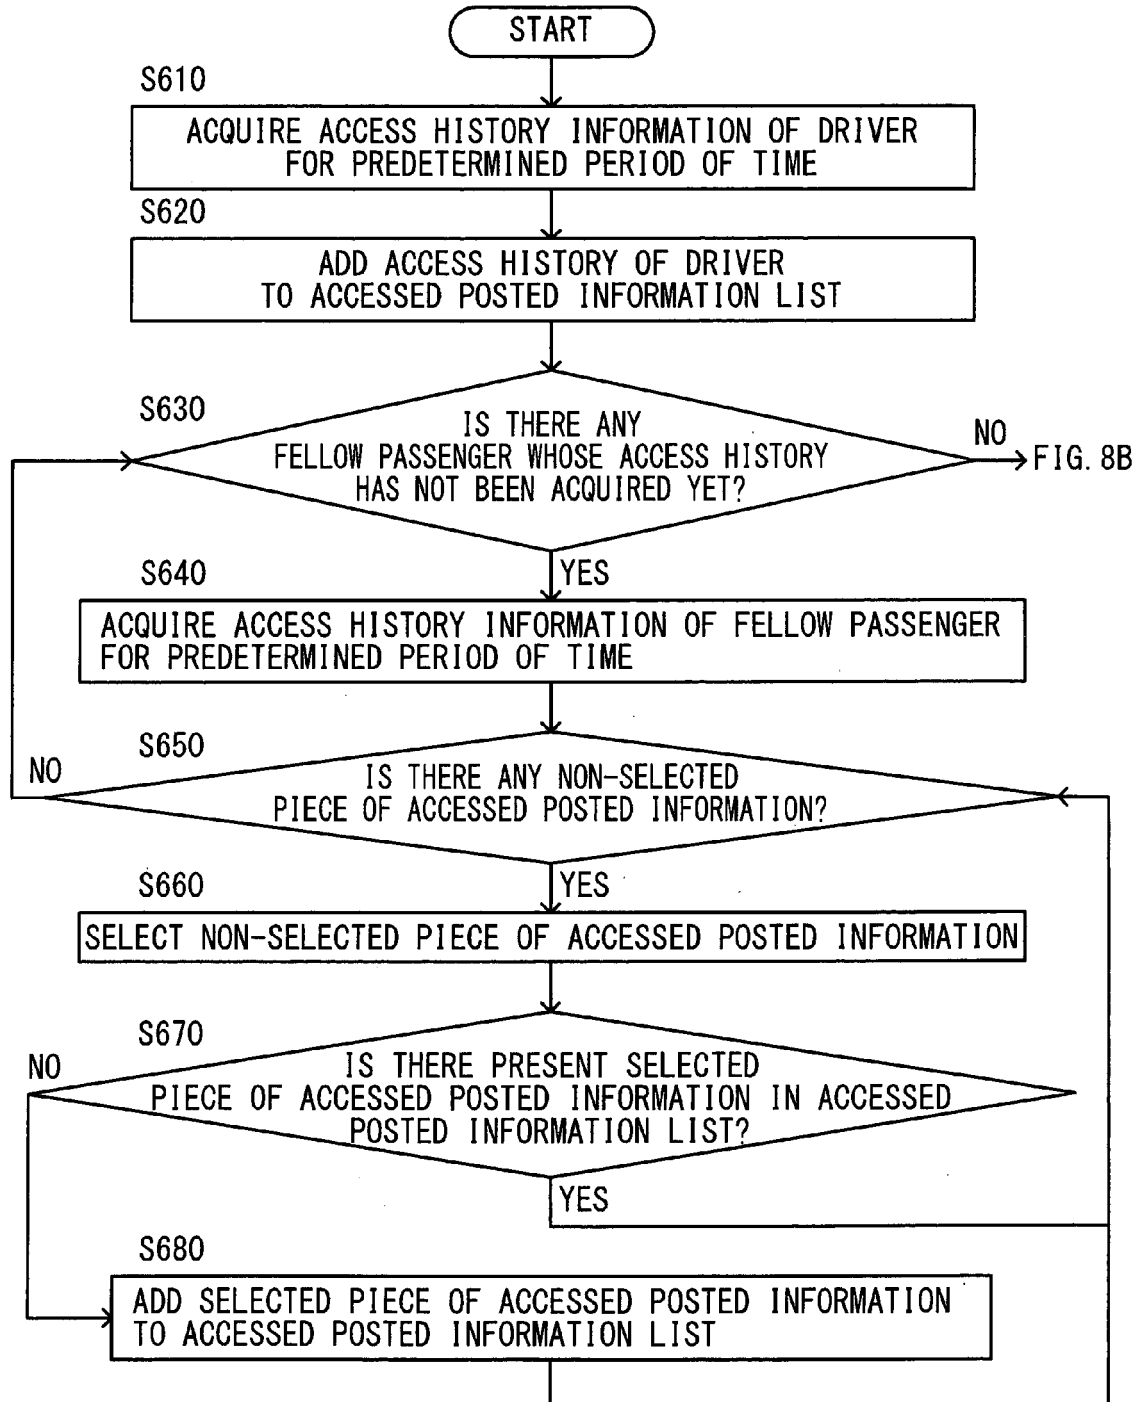 START
S610
ACQUIRE ACCESS HISTORY INFORMATION OF DRIVER
FOR PREDETERMINED PERIOD OF TIME
S620
ADD ACCESS HISTORY OF DRIVER
TO ACCESSED POSTED INFORMATION LIST
S630
IS THERE ANY
FELLOW PASSENGER WHOSE ACCESS HISTORY
HAS NOT BEEN ACQUIRED YET?
NO
FIG. 8B
YES
S640
ACQUIRE ACCESS HISTORY INFORMATION OF FELLOW PASSENGER
FOR PREDETERMINED PERIOD OF TIME
S650
NO
IS THERE ANY NON-SELECTED
PIECE OF ACCESSED POSTED INFORMATION?
YES
S660
SELECT NON-SELECTED PIECE OF ACCESSED POSTED INFORMATION
S670
NO
IS THERE PRESENT SELECTED
PIECE OF ACCESSED POSTED INFORMATION IN ACCESSED
POSTED INFORMATION LIST?
YES
S680
ADD SELECTED PIECE OF ACCESSED POSTED INFORMATION
TO ACCESSED POSTED INFORMATION LIST